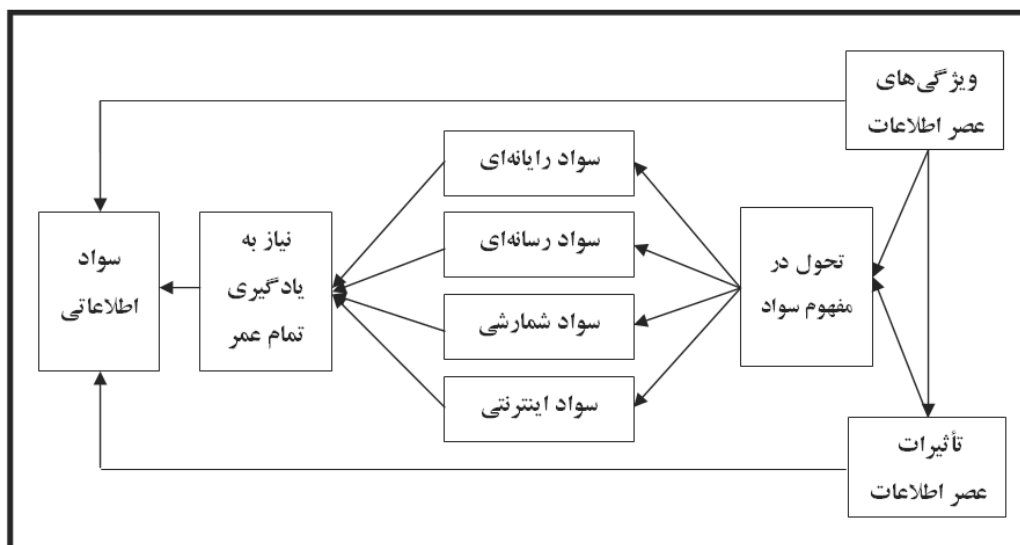 ویژگی‌های
عصر اطلاعات
سواد رایانه‌ای
سواد رسانه‌ای
سواد شمارشی
سواد اینترنتی
تحول در
مفهوم سواد
نیاز به
یادگیری
تمام عمر
سواد
اطلاعاتی
تأثیرات
عصر اطلاعات